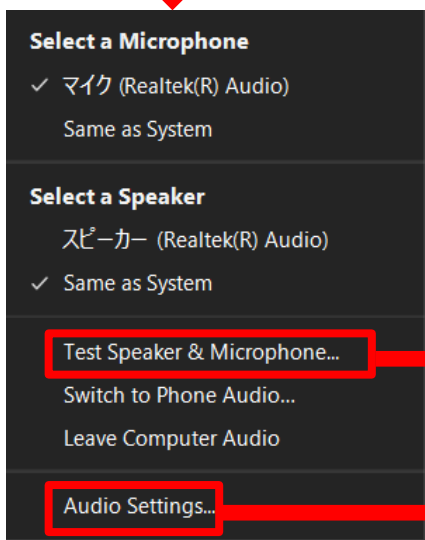 Select a Microphone
✓ マイク (Realtek(R) Audio)
Same as System
Select a Speaker
スピーカー (Realtek(R) Audio)
✓ Same as System
Test Speaker & Microphone...
Switch to Phone Audio...
Leave Computer Audio
Audio Settings...